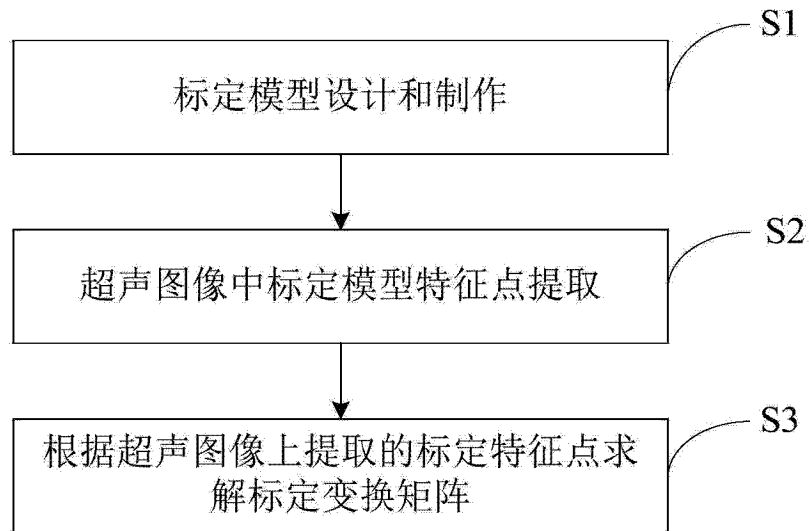 S1
标定模型设计和制作
S2
超声图像中标定模型特征点提取
S3
根据超声图像上提取的标定特征点求
解标定变换矩阵